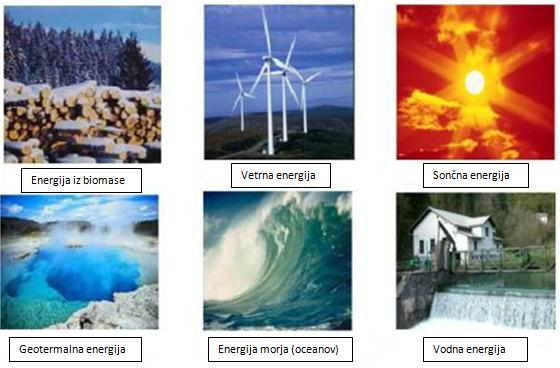 Energija iz biomase
Vetrna energija
Sončna energija
Geotermalna energija
Energija morja (oceanov)
Vodna energija